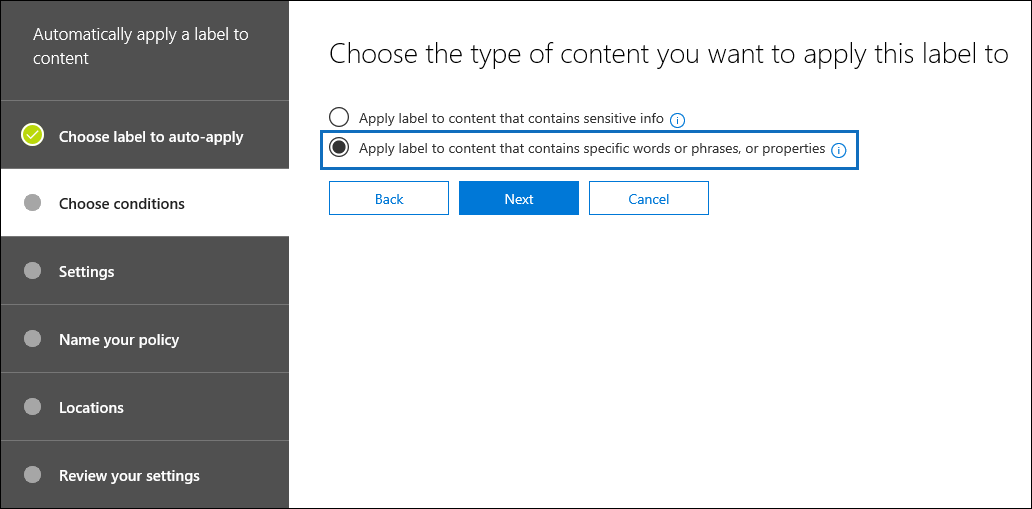 Automatically apply a label to
content
Choose label to auto-apply
Choose conditions
Settings
Name your policy
Locations
Review your settings
Choose the type of content you want to apply this label to
Apply label to content that contains sensitive info
Apply label to content that contains specific words or phrases, or properties
Back
Next
Cancel